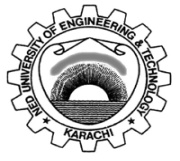 NED UNIVERSITY OF ENGINEERING & TECHNOLOGY
KARACHI